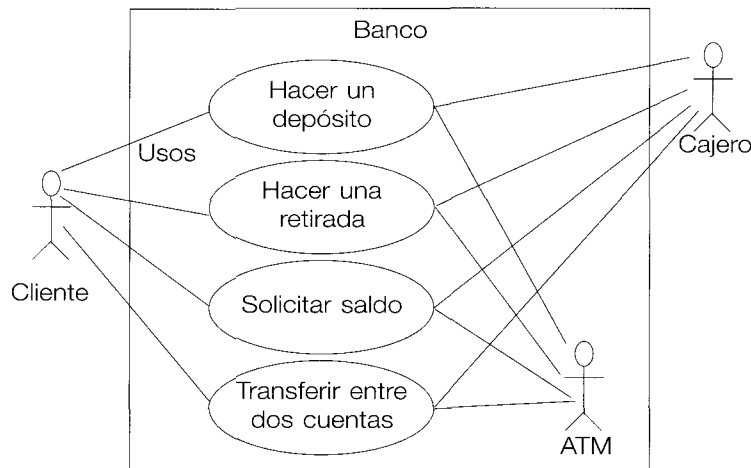 Banco
Hacer un
depósito
Cajero
Usos
Hacer una
retirada
Cliente
Solicitar saldo
Transferir entre
dos cuentas
ATM